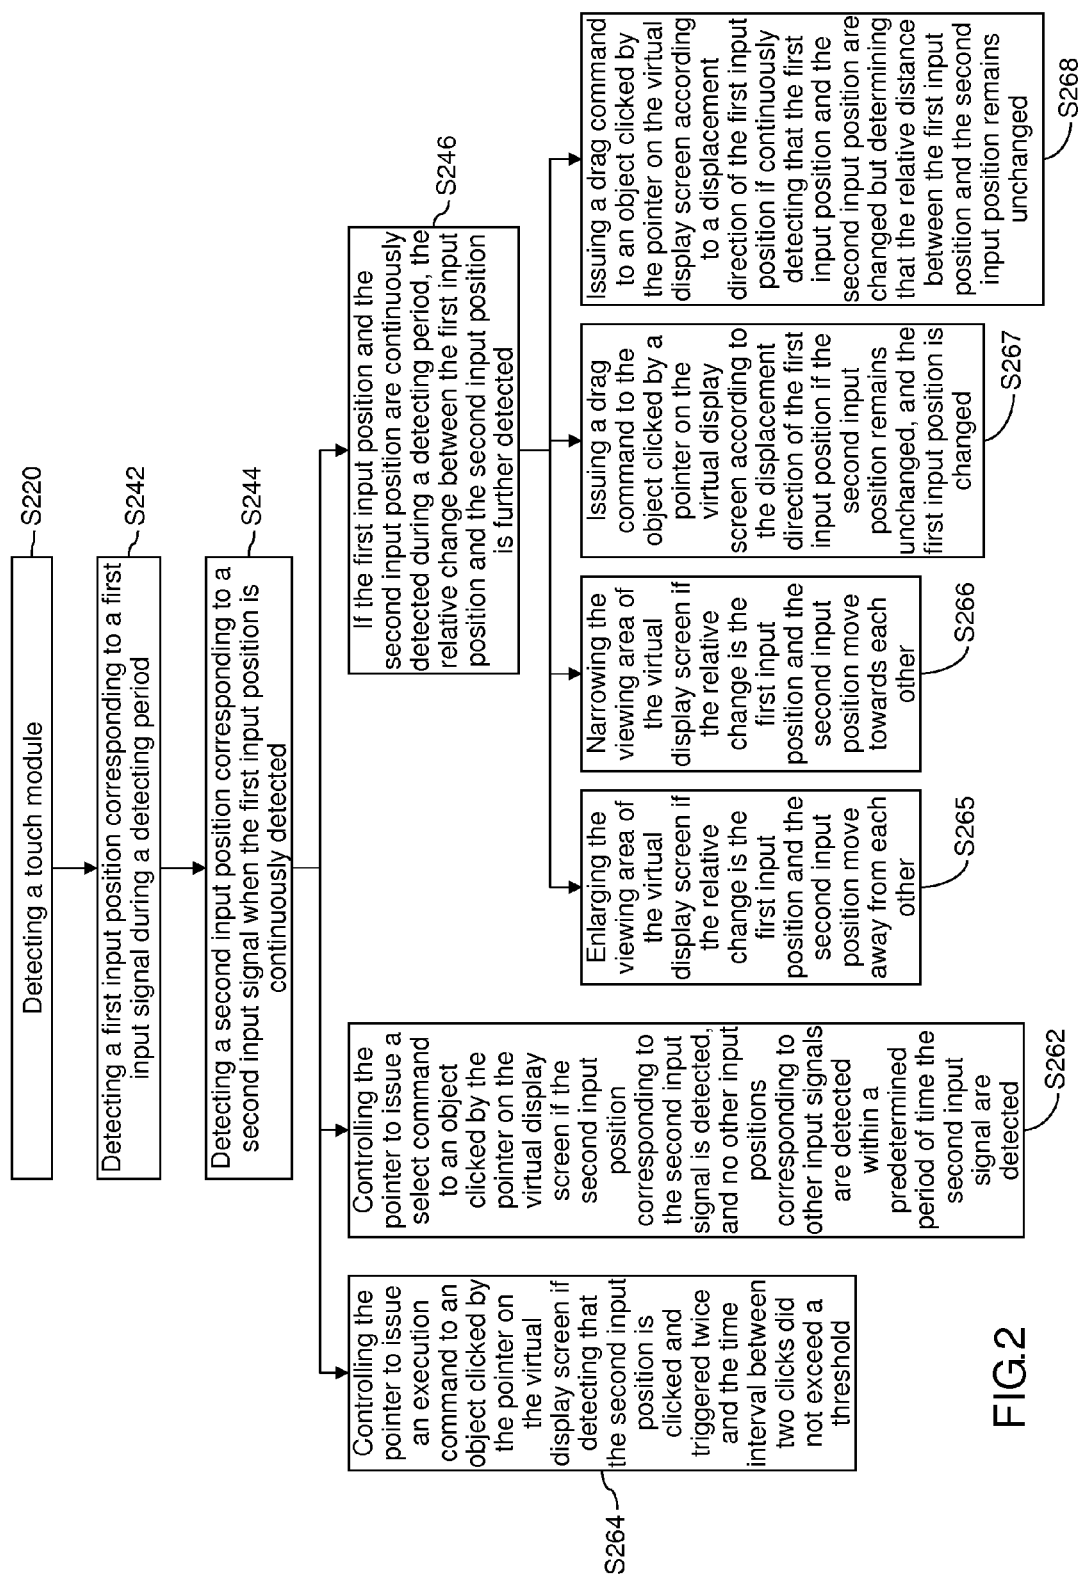 Detecting a touch module
S220
Detecting a first input position corresponding to a first
input signal during a detecting period
S242
Detecting a second input position corresponding to a
second input signal when the first input position is
continuously detected
S244
Controlling the
pointer to issue
an execution
command to an
object clicked by
the pointer on
the virtual
display screen if
detecting that
the second input
position is
clicked and
triggered twice
and the time
interval between
two clicks did
not exceed a
threshold
S264
Controlling the
pointer to issue a
select command
to an object
clicked by the
pointer on the
virtual display
screen if the
second input
position
corresponding to
the second input
signal is detected,
and no other input
positions
corresponding to
other input signals
are detected
within a
predetermined
period of time the
second input
signal are
detected
S262
If the first input position and the
second input position are continuously
detected during a detecting period, the
relative change between the first input
position and the second input position
is further detected
S246
Enlarging the
viewing area of
the virtual
display screen if
the relative
change is the
first input
position and the
second input
position move
away from each
other
S265
Narrowing the
viewing area of
the virtual
display screen if
the relative
change is the
first input
position and the
second input
position move
towards each
other
S266
Issuing a drag
command to the
object clicked by a
pointer on the
virtual display
screen according to
the displacement
direction of the first
input position if the
second input
position remains
unchanged, and the
first input position is
changed
S267
Issuing a drag command
to an object clicked by
the pointer on the virtual
display screen according
to a displacement
direction of the first input
position if continuously
detecting that the first
input position and the
second input position are
changed but determining
that the relative distance
between the first input
position and the second
input position remains
unchanged
S268
FIG.2